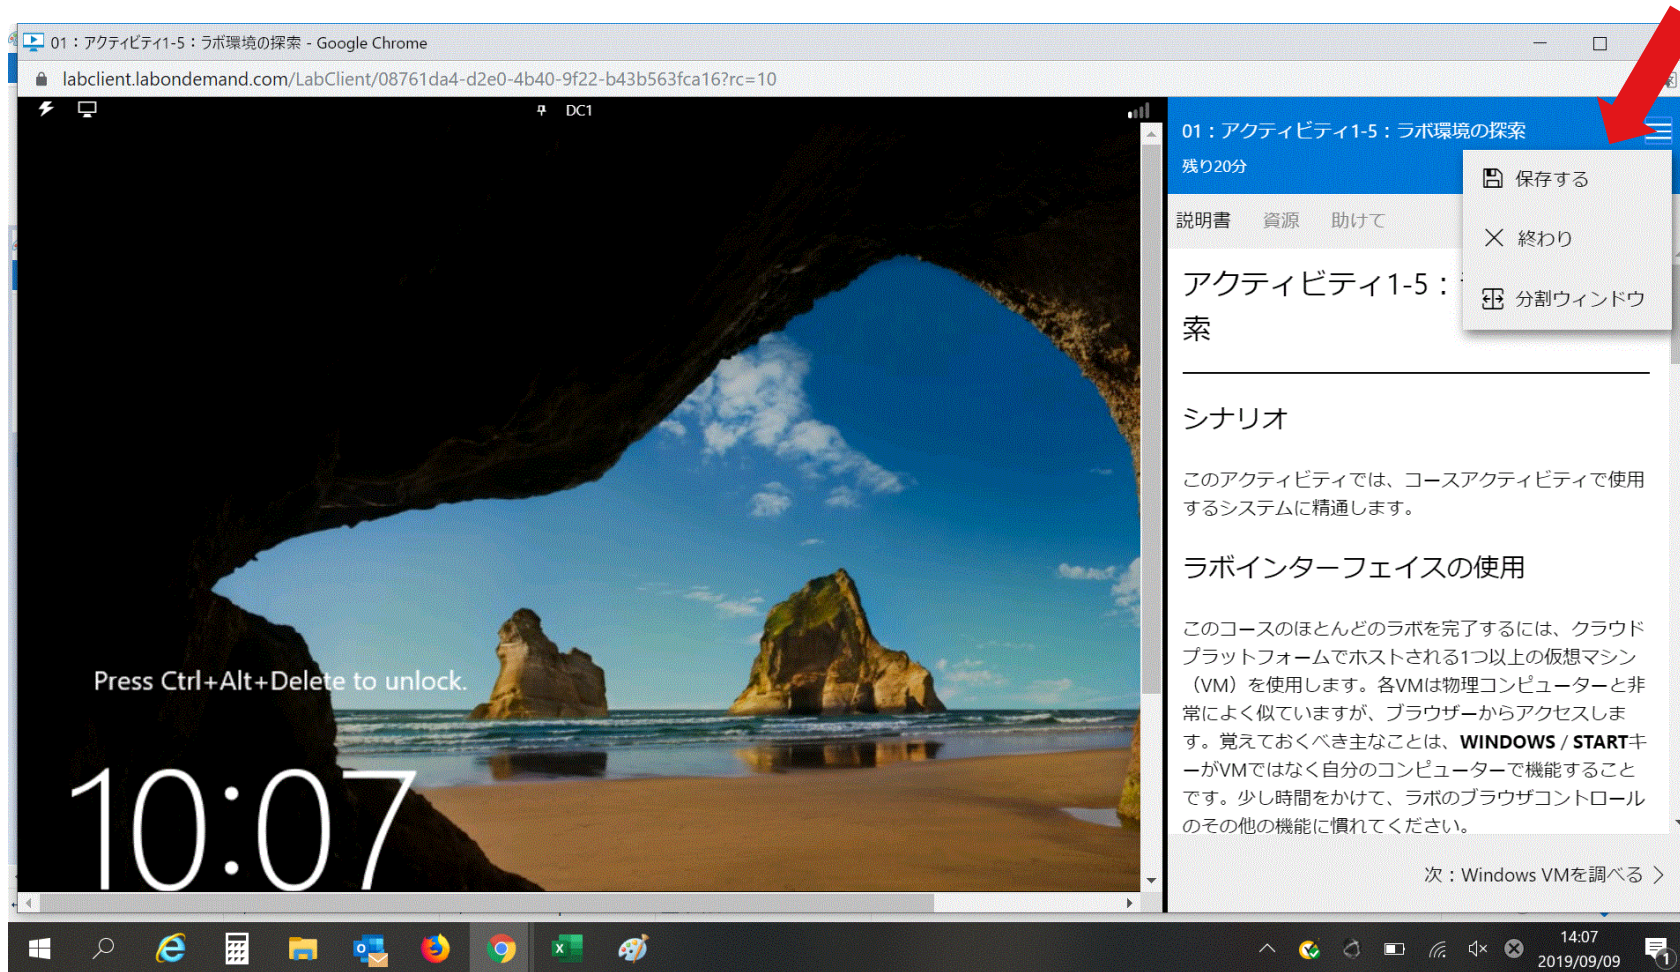 01：アクティビティ1-5：ラボ環境の探索 - Google Chrome
labclient.labondemand.com/LabClient/08761da4-d2e0-4b40-9f22-b43b563fca16?rc=10
DC1
Press Ctrl+Alt+Delete to unlock.
10:07
01：アクティビティ1-5：ラボ環境の探索
残り20分
保存する
終わり
分割ウィンドウ
説明書 資源 助けて
アクティビティ1-5：
索
シナリオ
このアクティビティでは、コースアクティビティで使用
するシステムに精通します。
ラボインターフェイスの使用
このコースのほとんどのラボを完了するには、クラウド
プラットフォームでホストされる1つ以上の仮想マシン
（VM）を使用します。各VMは物理コンピューターと非
常によく似ていますが、ブラウザーからアクセスしま
す。覚えておくべき主なことは、WINDOWS / STARTキ
ーがVMではなく自分のコンピューターで機能すること
です。少し時間をかけて、ラボのブラウザコントロール
のその他の機能に慣れてください。
次：Windows VMを調べる
14:07
2019/09/09
1